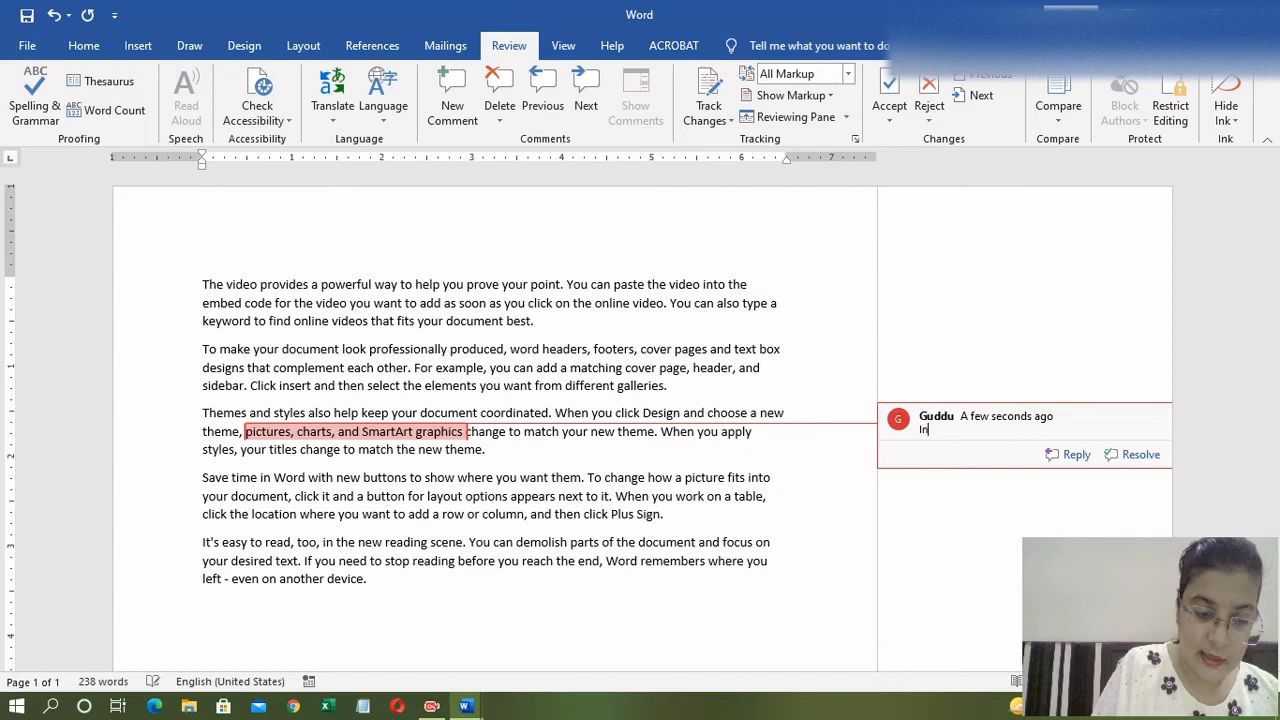 Word
File Home Insert Draw Design Layout References Mailings Review View Help ACROBAT Tell me what you want to do
ABC
Spelling & Grammar
Thesaurus
ABC 123 Word Count
Proofing
Read Aloud
Speech
Check Accessibility
Accessibility
Translate
Language
Language
New Comment
Delete
Previous
Next
Show Comments
Comments
Track Changes
All Markup
Show Markup
Reviewing Pane
Tracking
Accept
Reject
Previous
Next
Changes
Compare
Compare
Block Authors
Restrict Editing
Protect
Hide Ink
Ink
1 1 2 3 4 5 6 7
The video provides a powerful way to help you prove your point. You can paste the video into the
embed code for the video you want to add as soon as you click on the online video. You can also type a
keyword to find online videos that fits your document best.
To make your document look professionally produced, word headers, footers, cover pages and text box
designs that complement each other. For example, you can add a matching cover page, header, and
sidebar. Click insert and then select the elements you want from different galleries.
Themes and styles also help keep your document coordinated. When you click Design and choose a new
theme, pictures, charts, and SmartArt graphics change to match your new theme. When you apply
styles, your titles change to match the new theme.
Save time in Word with new buttons to show where you want them. To change how a picture fits into
your document, click it and a button for layout options appears next to it. When you work on a table,
click the location where you want to add a row or column, and then click Plus Sign.
It's easy to read, too, in the new reading scene. You can demolish parts of the document and focus on
your desired text. If you need to stop reading before you reach the end, Word remembers where you
left - even on another device.
G Guddu A few seconds ago
In
Reply Resolve
Page 1 of 1 238 words English (United States)